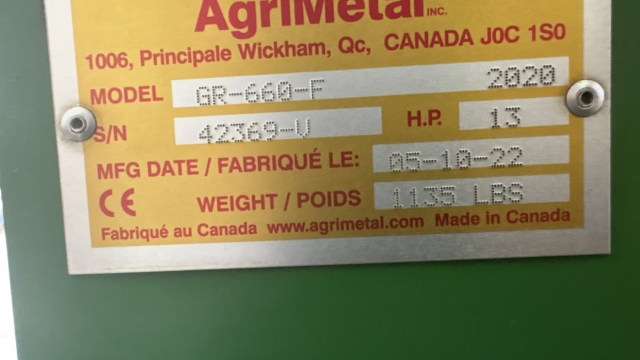 AgriMetal INC.
1006, Principale Wickham, Qc, CANADA J0C 1S0
MODEL GR-660-F 2020
S/N 42369-V H.P. 13
MFG DATE / FABRIQUÉ LE: 05-10-22
CE WEIGHT / POIDS 1135 LBS
Fabriqué au Canada www.agrimetal.com Made in Canada